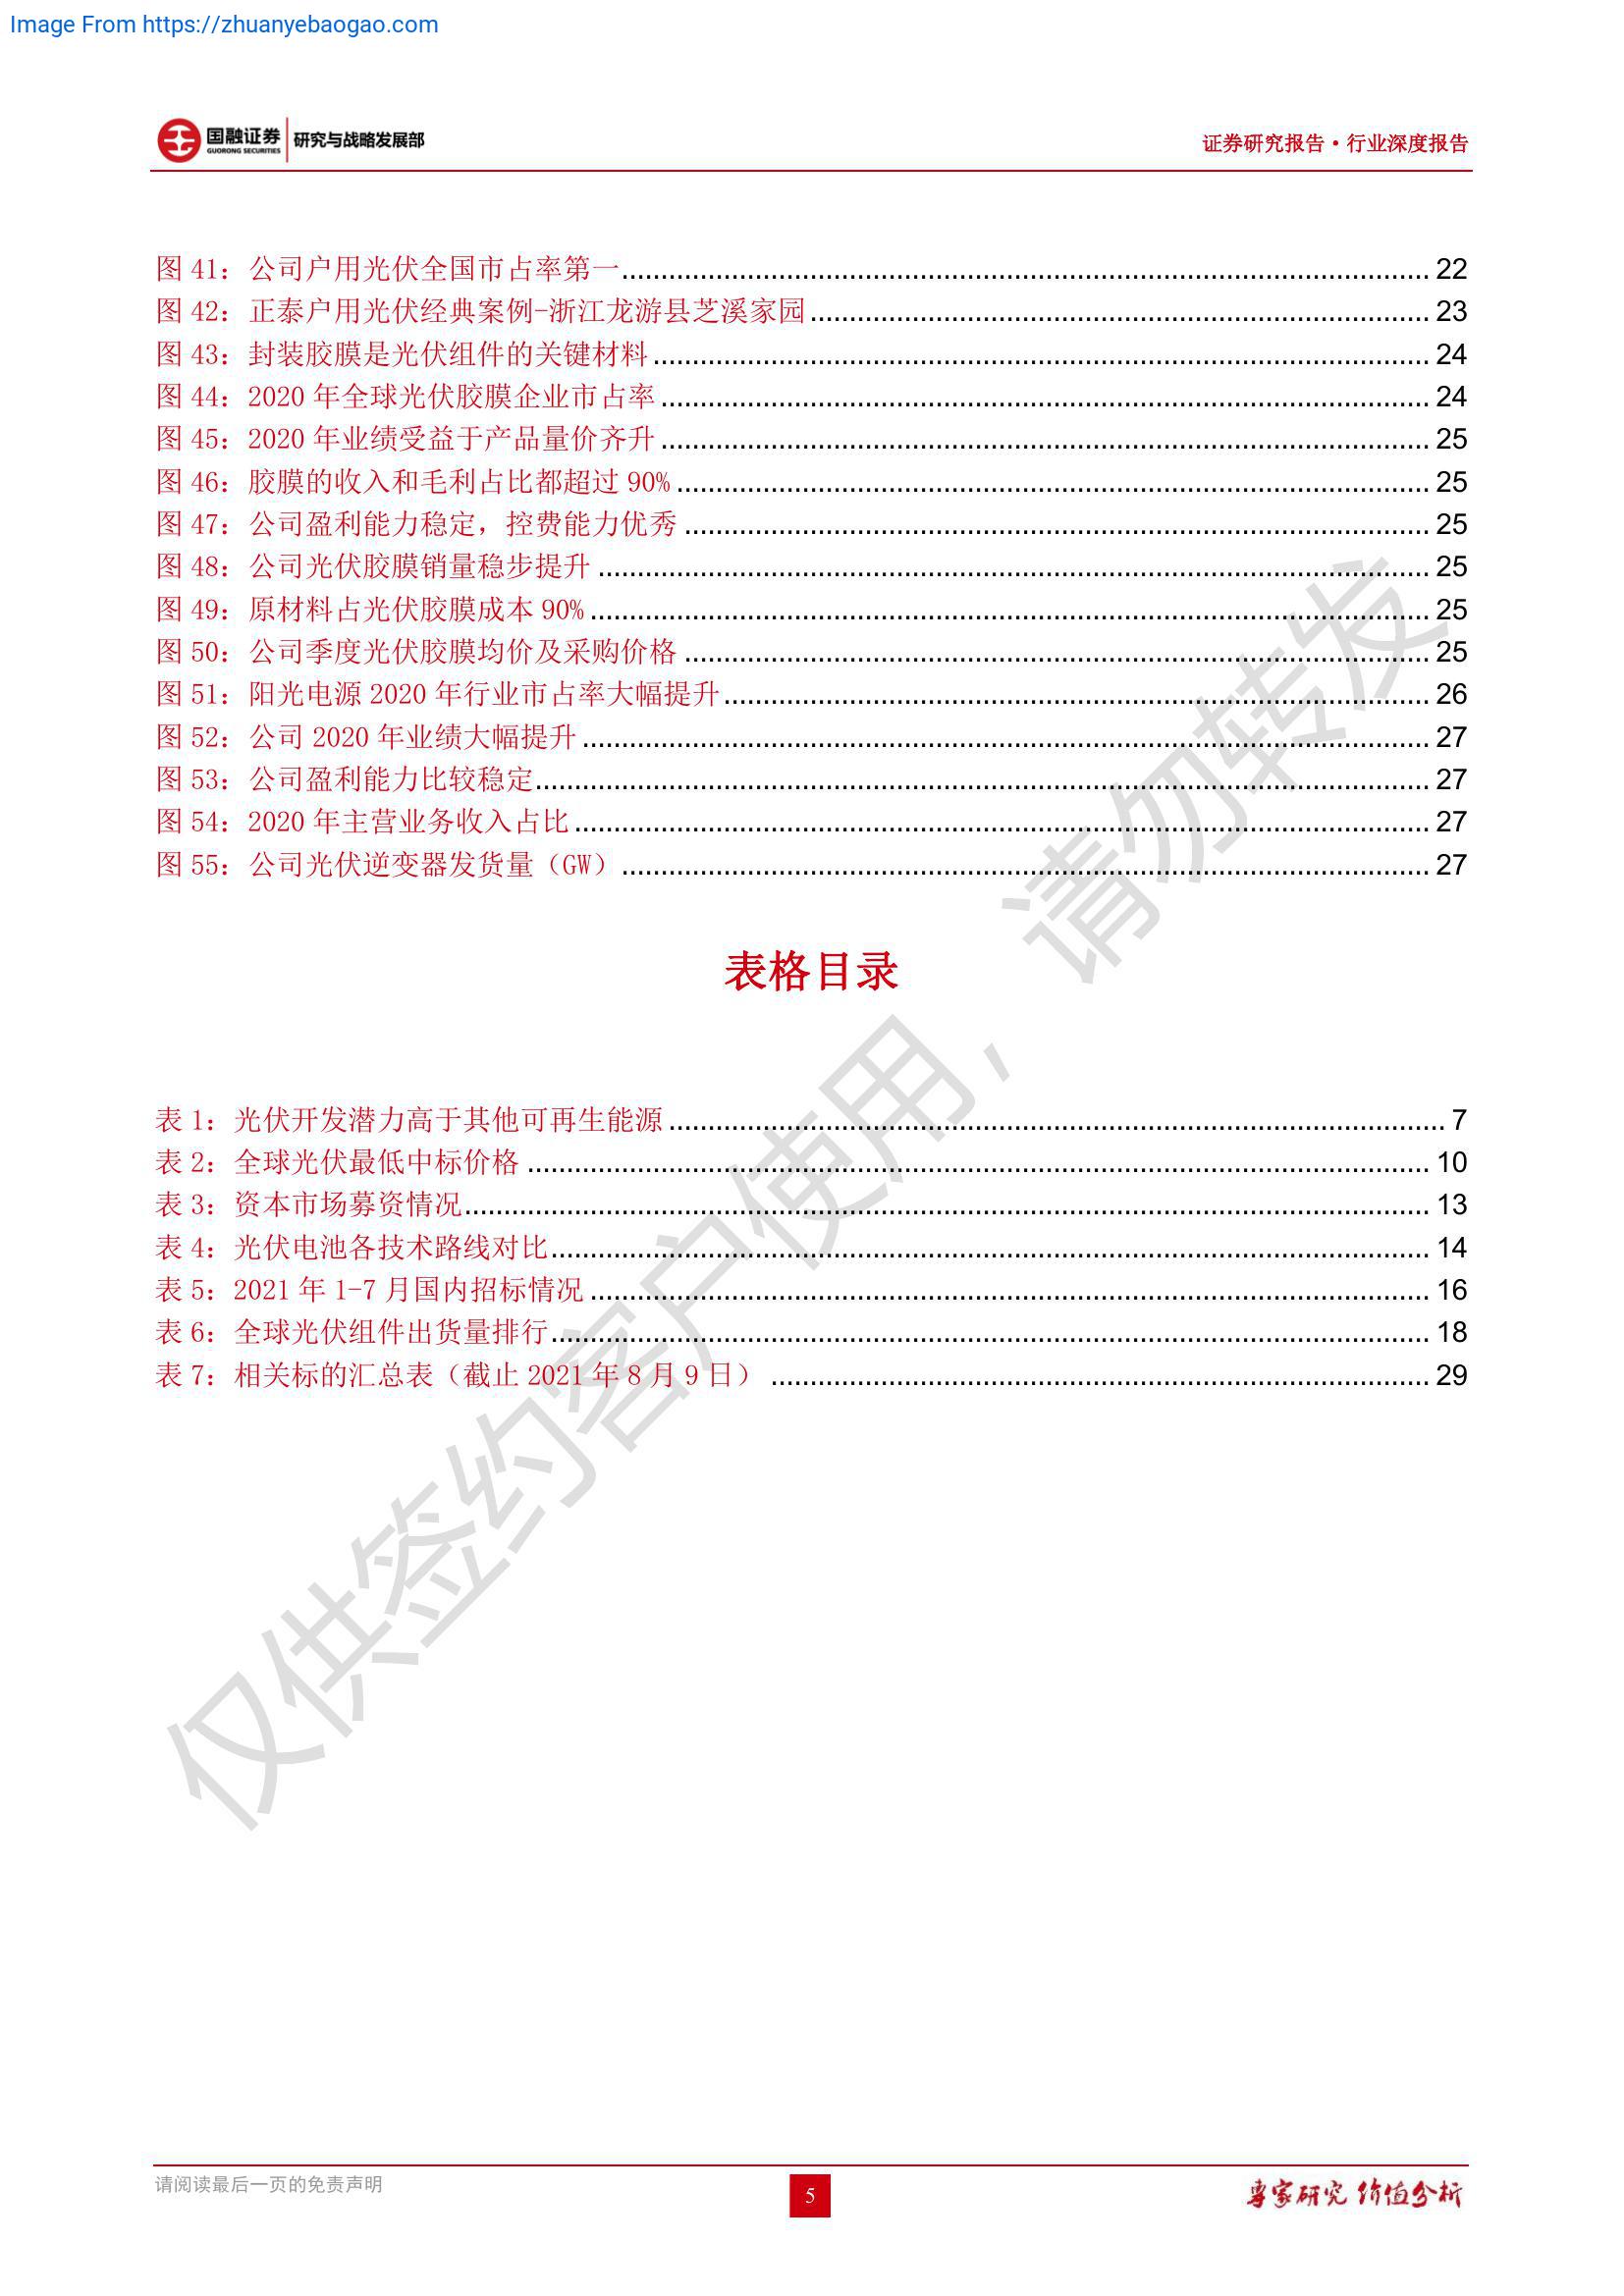 Image From https://zhuanyebaogao.com
国融证券 研究与战略发展部
GUORONG SECURITIES
证券研究报告·行业深度报告
图 41：公司户用光伏全国市占率第一 22
图 42：正泰户用光伏经典案例-浙江龙游县芝溪家园 23
图 43：封装胶膜是光伏组件的关键材料 24
图 44：2020 年全球光伏胶膜企业市占率 24
图 45：2020 年业绩受益于产品量价齐升 25
图 46：胶膜的收入和毛利占比都超过 90% 25
图 47：公司盈利能力稳定，控费能力优秀 25
图 48：公司光伏胶膜销量稳步提升 25
图 49：原材料占光伏胶膜成本 90% 25
图 50：公司季度光伏胶膜均价及采购价格 25
图 51：阳光电源 2020 年行业市占率大幅提升 26
图 52：公司 2020 年业绩大幅提升 27
图 53：公司盈利能力比较稳定 27
图 54：2020 年主营业务收入占比 27
图 55：公司光伏逆变器发货量（GW） 27
表格目录
表 1：光伏开发潜力高于其他可再生能源 7
表 2：全球光伏最低中标价格 10
表 3：资本市场募资情况 13
表 4：光伏电池各技术路线对比 14
表 5：2021 年 1-7 月国内招标情况 16
表 6：全球光伏组件出货量排行 18
表 7：相关标的汇总表（截止 2021 年 8 月 9 日） 29
仅供签约客户使用，请勿转发
请阅读最后一页的免责声明
5
专家研究 价值分析